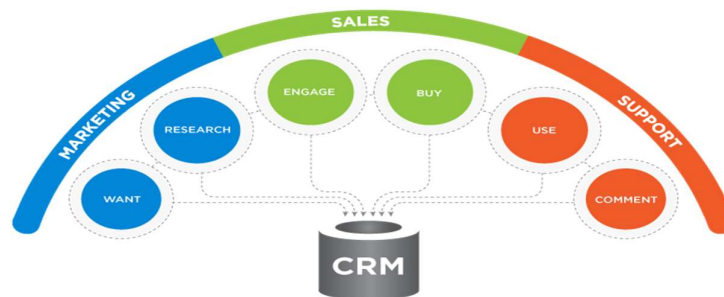 SALES
MARKETING
SUPPORT
ENGAGE
BUY
RESEARCH
USE
WANT
COMMENT
CRM